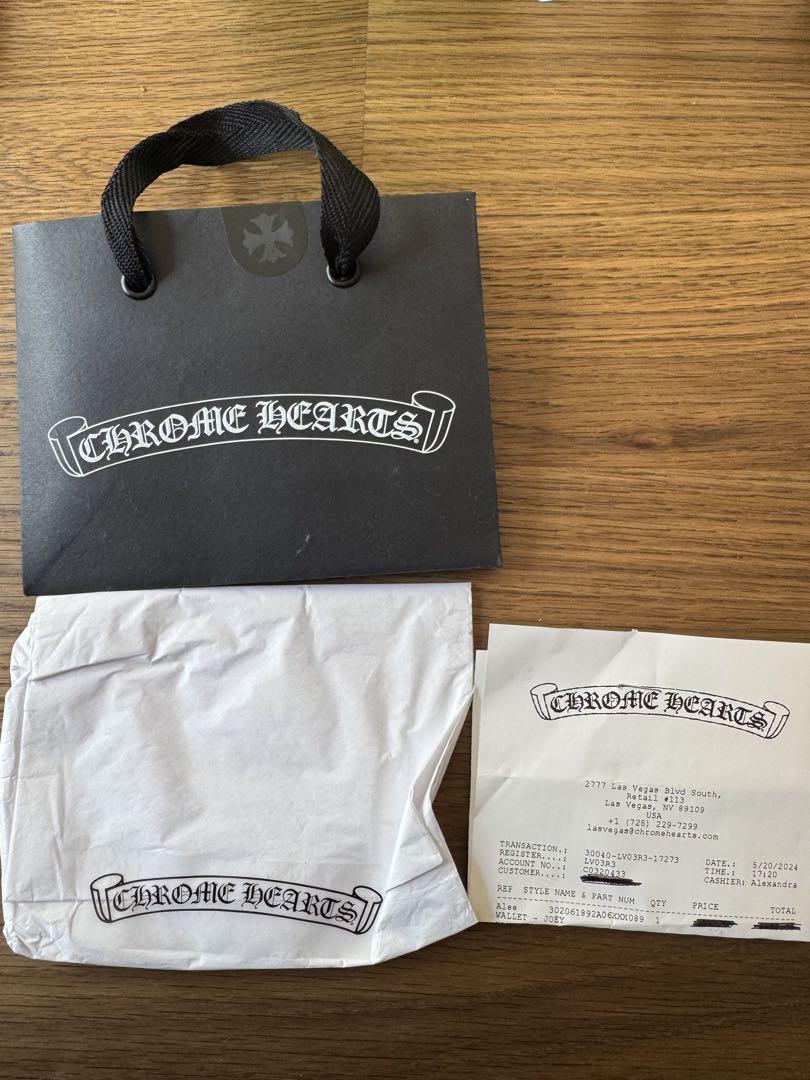 CHROME HEARTS
CHROME HEARTS
CHROME HEARTS
2777 Las Vegas Blvd South,
Retail #113
Las Vegas, NV 89109
USA
+1 (725) 229-7299
lasvegas@chromehearts.com
TRANSACTION.: 30040-LV03R3-17273
REGISTER....: LV03R3 DATE.: 5/20/2024
ACCOUNT NO..: C0320433 TIME.: 17:20
CUSTOMER....: CASHIER: Alexandra
REP STYLE NAME & PART NUM QTY PRICE TOTAL
Alee 302061892A06XXX089 1
WALLET - JOEY